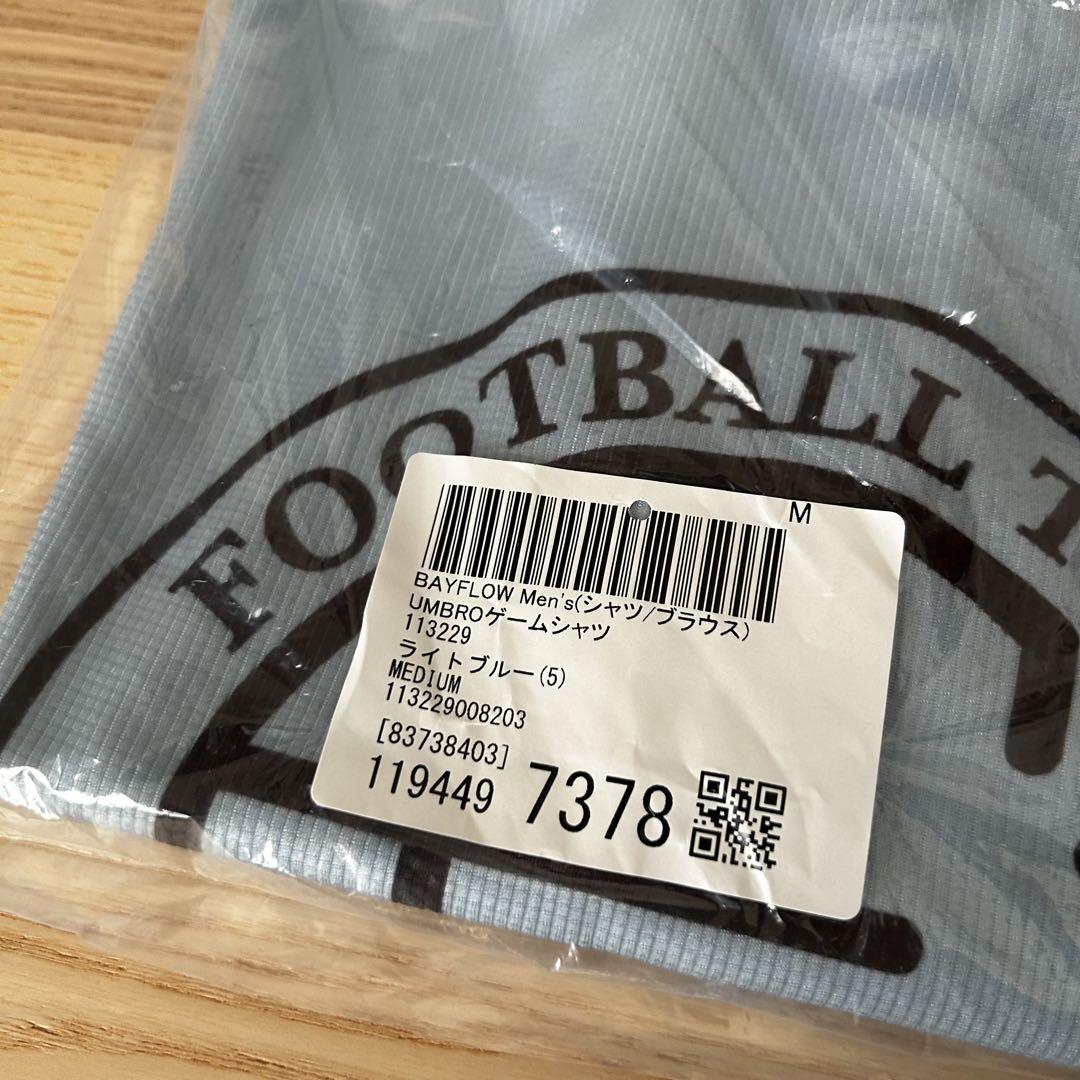 FOOTBALL T
M
BAYFLOW Men's(シャツ/ブラウス)
UMBROゲームシャツ
113229
ライトブルー(5)
MEDIUM
113229008203
[83738403]
119449 7378